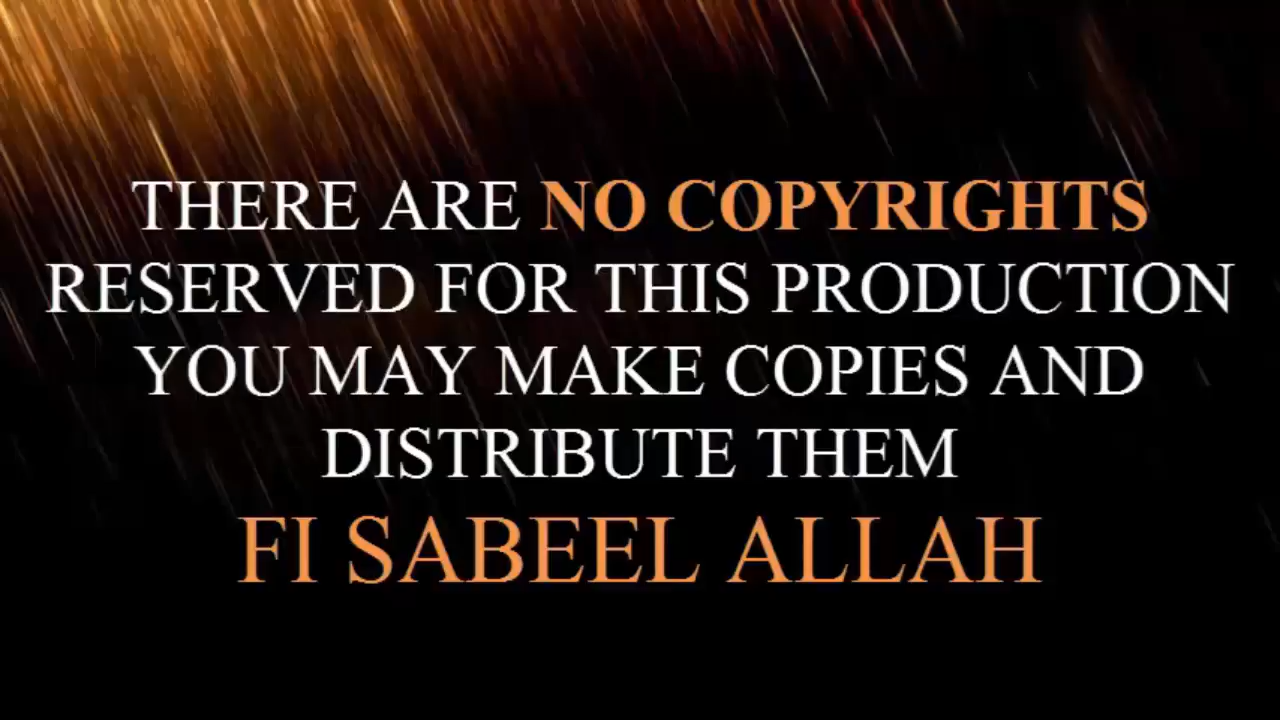 THERE ARE NO COPYRIGHTS
RESERVED FOR THIS PRODUCTION
YOU MAY MAKE COPIES AND
DISTRIBUTE THEM
FI SABEEL ALLAH